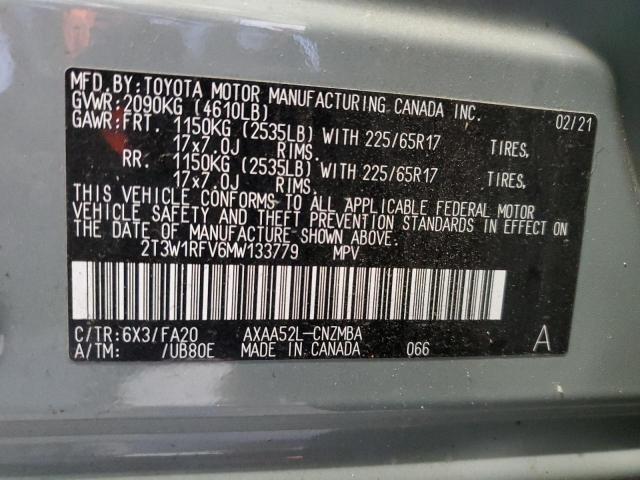 MFD.BY:TOYOTA MOTOR MANUFACTURING CANADA INC. 02/21
GVWR:2090KG (4610LB)
GAWR:FRT. 1150KG (2535LB) WITH 225/65R17 TIRES,
17x7.0J RIMS.
RR. 1150KG (2535LB) WITH 225/65R17 TIRES,
17x7.0J RIMS.
THIS VEHICLE CONFORMS TO ALL APPLICABLE FEDERAL MOTOR
VEHICLE SAFETY AND THEFT PREVENTION STANDARDS IN EFFECT ON
THE DATE OF MANUFACTURE SHOWN ABOVE.
2T3W1RFV6MW133779 MPV
C/TR:6X3/FA20 AXAA52L-CNZMBA A
A/TM: /UB80E MADE IN CANADA 066